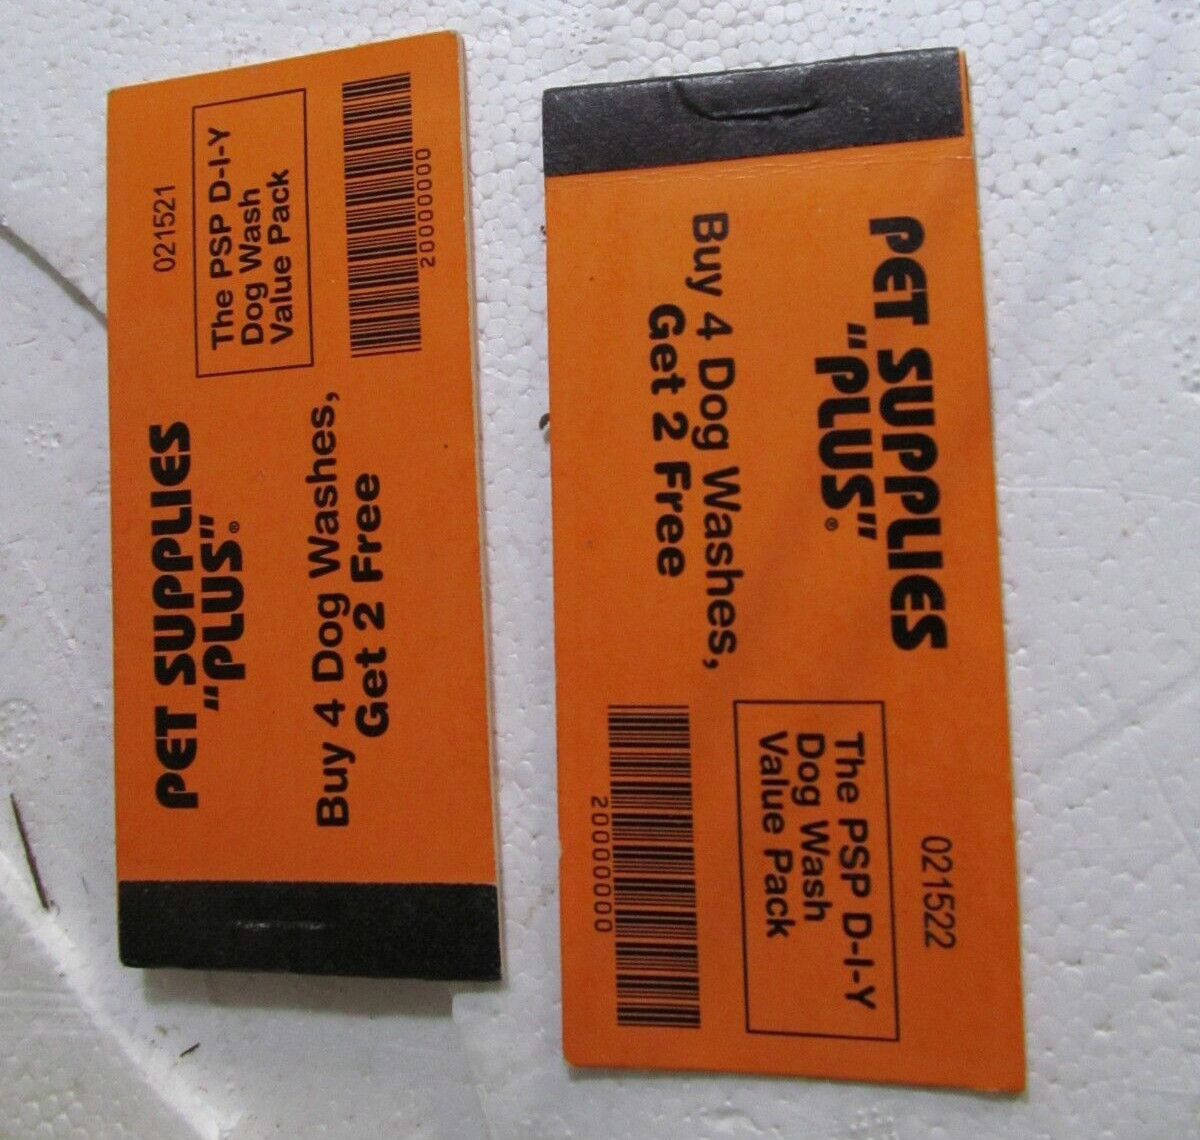 PET SUPPLIES
"PLUS"®
Buy 4 Dog Washes,
Get 2 Free
021521
The PSP D-I-Y
Dog Wash
Value Pack
20000000
PET SUPPLIES
"PLUS"®
Buy 4 Dog Washes,
Get 2 Free
021522
The PSP D-I-Y
Dog Wash
Value Pack
20000000